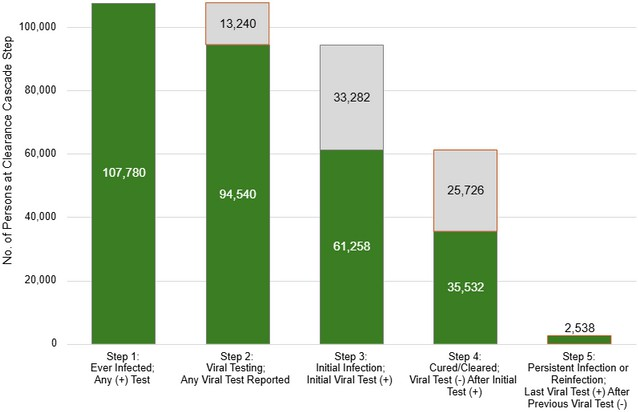 No. of Persons at Clearance Cascade Step
100,000
80,000
60,000
40,000
20,000
0
107,780
13,240
94,540
33,282
61,258
25,726
35,532
2,538
Step 1:
Ever Infected;
Any (+) Test
Step 2:
Viral Testing;
Any Viral Test Reported
Step 3:
Initial Infection;
Initial Viral Test (+)
Step 4:
Cured/Cleared;
Viral Test (-) After Initial
Test (+)
Step 5:
Persistent Infection or
Reinfection;
Last Viral Test (+) After
Previous Viral Test (-)